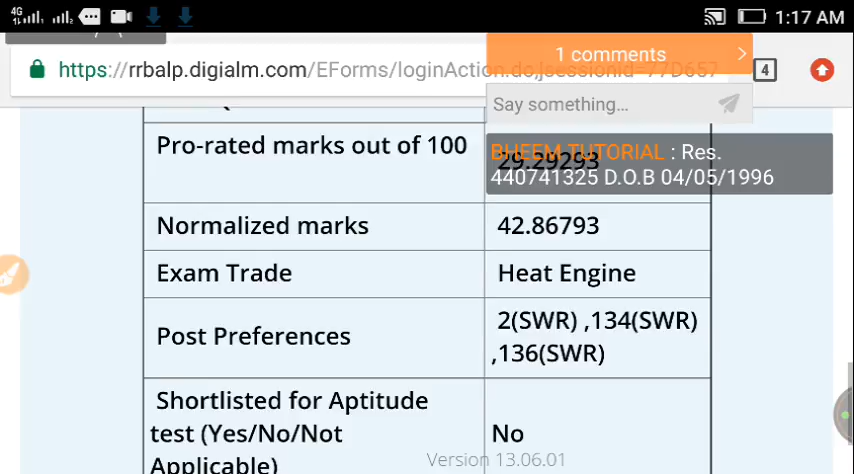 4G
1:17 AM
https://rrbalp.digialm.com/EForms/loginAction.do;jsessionid=77D657
4
1 comments
Say something...
BHEEM TUTORIAL : Res.
440741325 D.O.B 04/05/1996
Pro-rated marks out of 100
29.29293
Normalized marks
42.86793
Exam Trade
Heat Engine
Post Preferences
2(SWR) ,134(SWR)
,136(SWR)
Shortlisted for Aptitude
test (Yes/No/Not
Applicable)
No
Version 13.06.01